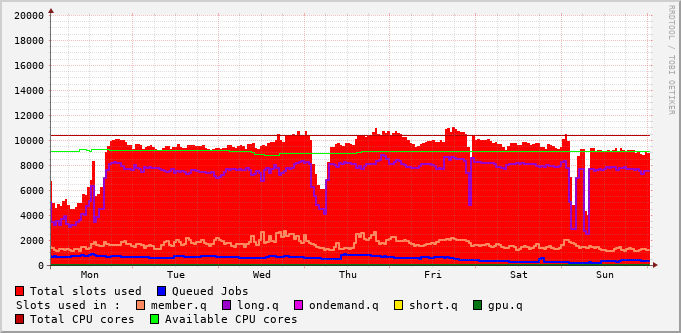 20000
18000
16000
14000
12000
10000
8000
6000
4000
2000
0
Mon Tue Wed Thu Fri Sat Sun
RRDTOOL / TOBI OETIKER
Total slots used Queued Jobs
Slots used in : member.q long.q ondemand.q short.q gpu.q
Total CPU cores Available CPU cores